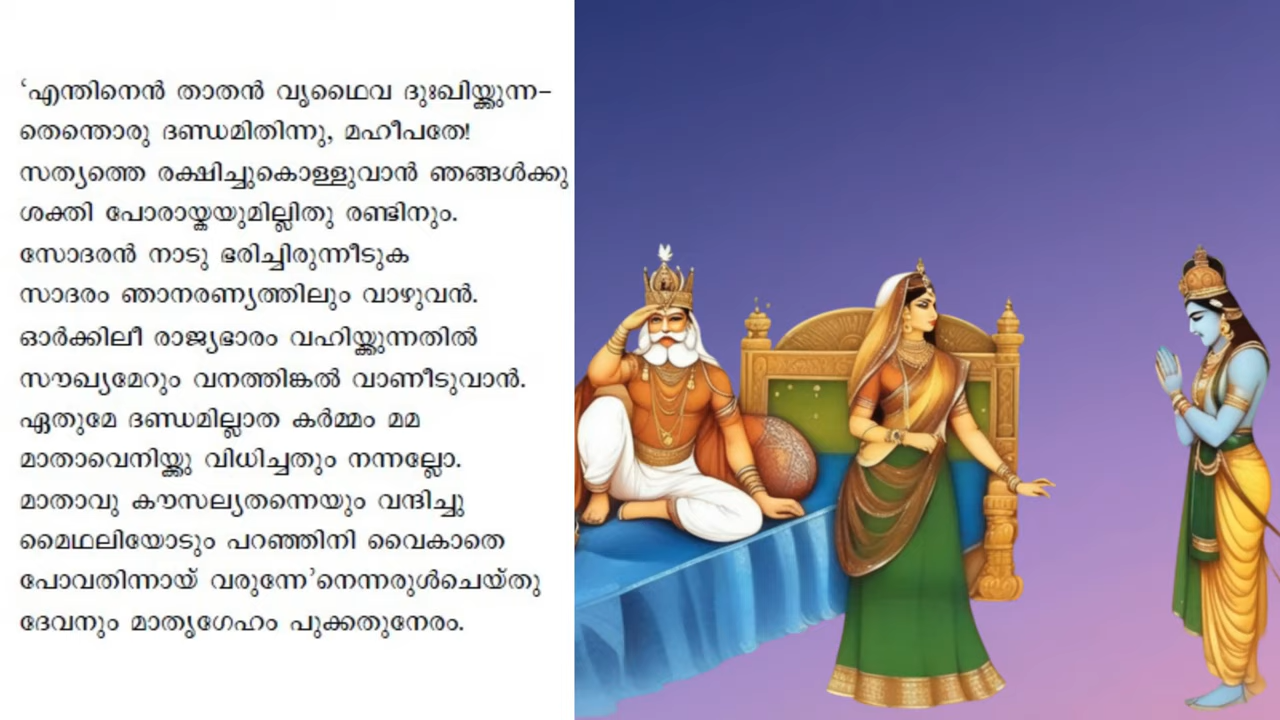 ‘എന്തിനെൻ താതൻ വൃഥൈവ ദുഃഖിയ്ക്കുന്ന–
തെന്തൊരു ദണ്ഡമിതിന്നു, മഹീപതേ!
സത്യത്തെ രക്ഷിച്ചുകൊള്ളുവാൻ ഞങ്ങൾക്കു
ശക്തി പോരായ്കയുമില്ലിതു രണ്ടിനും.
സോദരൻ നാടു ഭരിച്ചിരുന്നീടുക
സാദരം ഞാനരണ്യത്തിലും വാഴുവൻ.
ഓർക്കിലീ രാജ്യഭാരം വഹിയ്ക്കുന്നതിൽ
സൗഖ്യമേറും വനത്തിങ്കൽ വാണീടുവാൻ.
ഏതുമേ ദണ്ഡമില്ലാത കർമ്മം മമ
മാതാവെനിയ്ക്കു വിധിച്ചതും നന്നല്ലോ.
മാതാവു കൗസല്യതന്നെയും വന്ദിച്ചു
മൈഥലിയോടും പറഞ്ഞിനി വൈകാതെ
പോവതിന്നായ് വരുന്നേ’നെന്നരുൾചെയ്തു
ദേവനും മാതൃഗേഹം പുക്കതുനേരം.